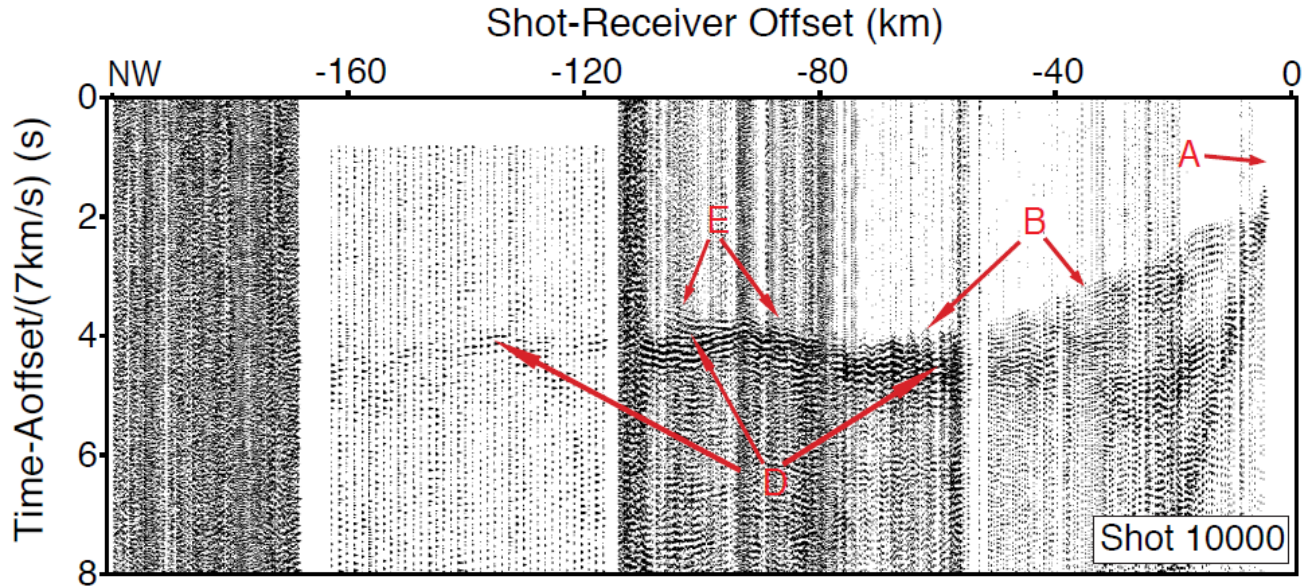 Shot-Receiver Offset (km)
NW -160 -120 -80 -40 0
0
A
2
E B
Time-Aoffset/(7km/s) (s)
4
6
D
Shot 10000
8